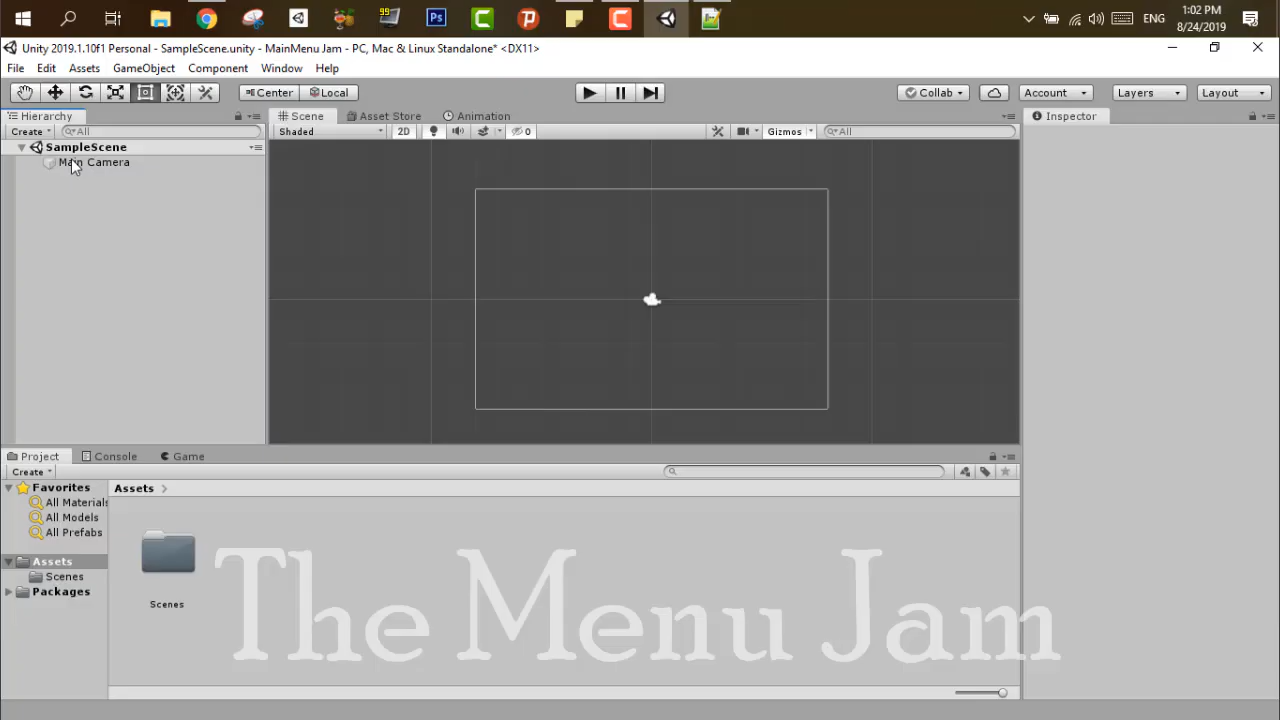 99
Ps
ENG
1:02 PM
8/24/2019
Unity 2019.1.10f1 Personal - SampleScene.unity - MainMenu Jam - PC, Mac & Linux Standalone* <DX11>
File Edit Assets GameObject Component Window Help
Center Local Collab Account Layers Layout
Hierarchy Scene Asset Store Animation Inspector
Create All Shaded 2D 0 Gizmos All
SampleScene
Main Camera
Project Console Game
Create
Favorites
All Materials
All Models
All Prefabs
Assets
Scenes
Packages
Assets
Scenes
The Menu Jam